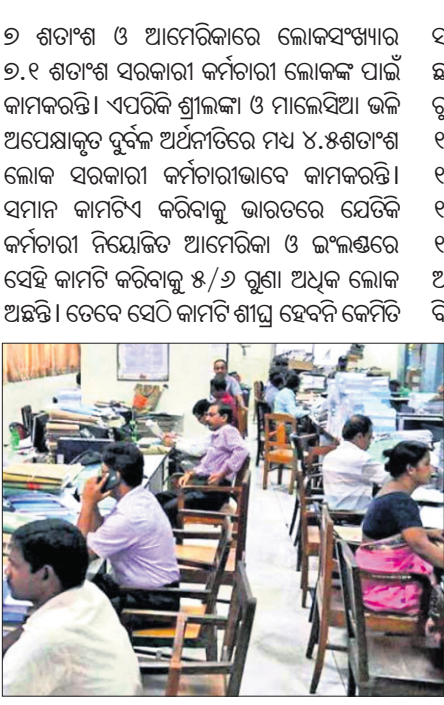 ୭ ଶତାଂଶ ଓ ଆମେରିକାରେ ଲୋକସଂଖ୍ୟାର
୭.୧ ଶତାଂଶ ସରକାରୀ କର୍ମଚାରୀ ଲୋକଙ୍କ ପାଇଁ
କାମକରନ୍ତି। ଏପରିକି ଶ୍ରୀଲଙ୍କା ଓ ମାଲେସିଆ ଭଳି
ଅପେକ୍ଷାକୃତ ଦୁର୍ବଳ ଅର୍ଥନୀତିରେ ମଧ୍ୟ ୪.୫ଶତାଂଶ
ଲୋକ ସରକାରୀ କର୍ମଚାରୀଭାବେ କାମକରନ୍ତି।
ସମାନ କାମଟିଏ କରିବାକୁ ଭାରତରେ ଯେତିକି
କର୍ମଚାରୀ ନିୟୋଜିତ ଆମେରିକା ଓ ଇଂଲଣ୍ଡରେ
ସେହି କାମଟି କରିବାକୁ ୫/୬ ଗୁଣା ଅଧିକ ଲୋକ
ଅଛନ୍ତି। ତେବେ ସେଠି କାମଟି ଶୀଘ୍ର ହେବନି କେମିତି